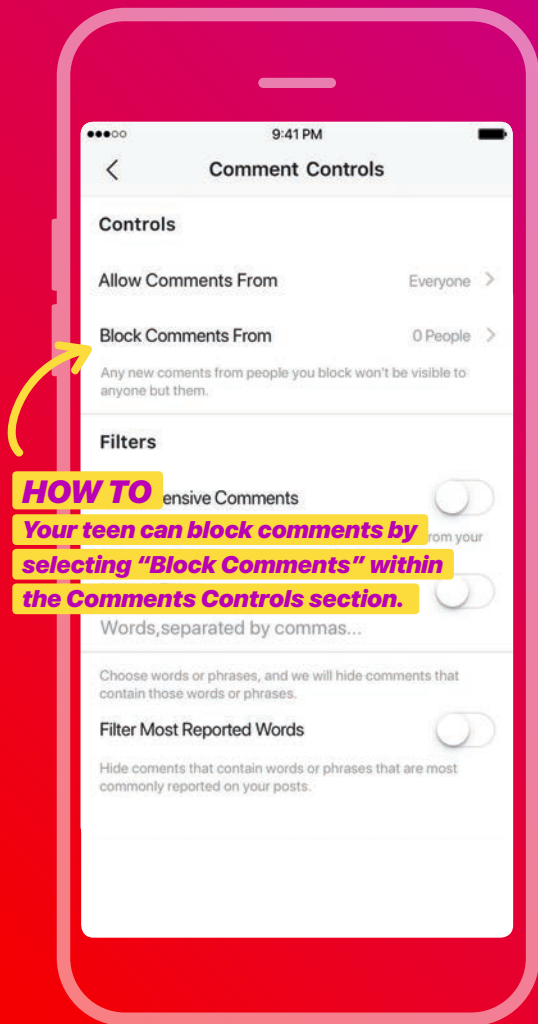 9:41 PM
Comment Controls
Controls
Allow Comments From Everyone
Block Comments From 0 People
Any new coments from people you block won't be visible to
anyone but them.
Filters
HOW TO
ensive Comments
Your teen can block comments by
rom your
selecting “Block Comments” within
the Comments Controls section.
Words,separated by commas...
Choose words or phrases, and we will hide comments that
contain those words or phrases.
Filter Most Reported Words
Hide coments that contain words or phrases that are most
commonly reported on your posts.